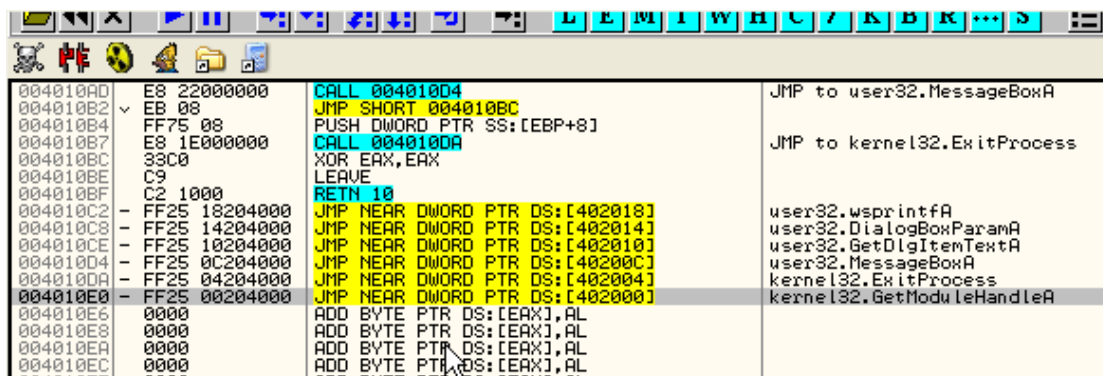 L E M T W H C / K B R ... S
004010AD E8 22000000 CALL 004010D4 JMP to user32.MessageBoxA
004010B2 EB 08 JMP SHORT 004010BC
004010B4 FF75 08 PUSH DWORD PTR SS:[EBP+8]
004010B7 E8 1E000000 CALL 004010DA JMP to kernel32.ExitProcess
004010BC 33C0 XOR EAX,EAX
004010BE C9 LEAVE
004010BF C2 1000 RETN 10
004010C2 - FF25 18204000 JMP NEAR DWORD PTR DS:[402018] user32.wsprintfA
004010C8 - FF25 14204000 JMP NEAR DWORD PTR DS:[402014] user32.DialogBoxParamA
004010CE - FF25 10204000 JMP NEAR DWORD PTR DS:[402010] user32.GetDlgItemTextA
004010D4 - FF25 0C204000 JMP NEAR DWORD PTR DS:[40200C] user32.MessageBoxA
004010DA - FF25 04204000 JMP NEAR DWORD PTR DS:[402004] kernel32.ExitProcess
004010E0 - FF25 00204000 JMP NEAR DWORD PTR DS:[402000] kernel32.GetModuleHandleA
004010E6 0000 ADD BYTE PTR DS:[EAX],AL
004010E8 0000 ADD BYTE PTR DS:[EAX],AL
004010EA 0000 ADD BYTE PTR DS:[EAX],AL
004010EC 0000 ADD BYTE PTR DS:[EAX],AL